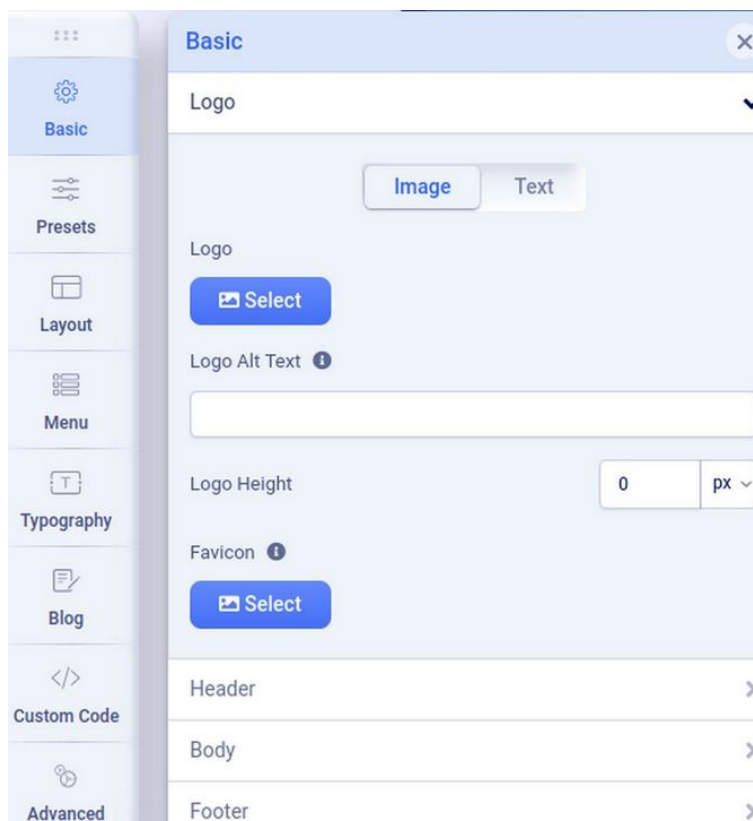 Basic
Presets
Layout
Menu
Typography
Blog
Custom Code
Advanced
Basic
Logo
Image Text
Logo
Select
Logo Alt Text
Logo Height 0 px
Favicon
Select
Header
Body
Footer